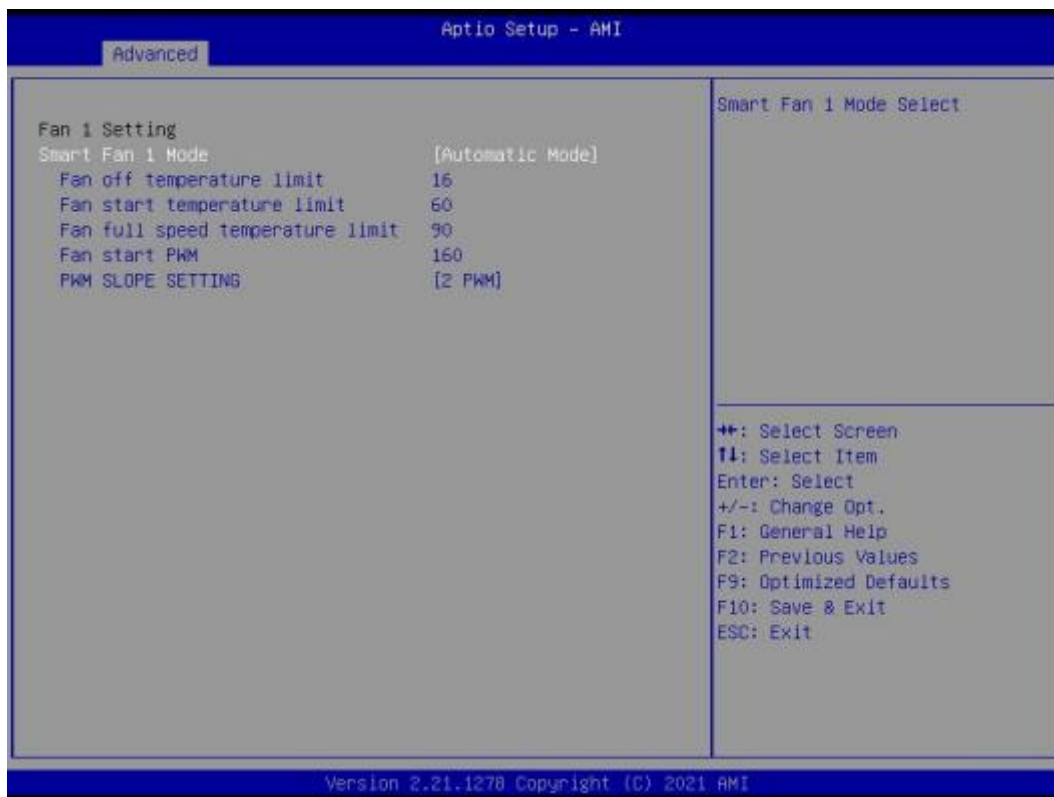 Aptio Setup - AMI
Advanced
Fan 1 Setting
Smart Fan 1 Mode [Automatic Mode]
Fan off temperature limit 16
Fan start temperature limit 60
Fan full speed temperature limit 90
Fan start PWM 160
PWM SLOPE SETTING [2 PWM]
Smart Fan 1 Mode Select
→←: Select Screen
↑↓: Select Item
Enter: Select
+/-: Change Opt.
F1: General Help
F2: Previous Values
F9: Optimized Defaults
F10: Save & Exit
ESC: Exit
Version 2.21.1278 Copyright (C) 2021 AMI